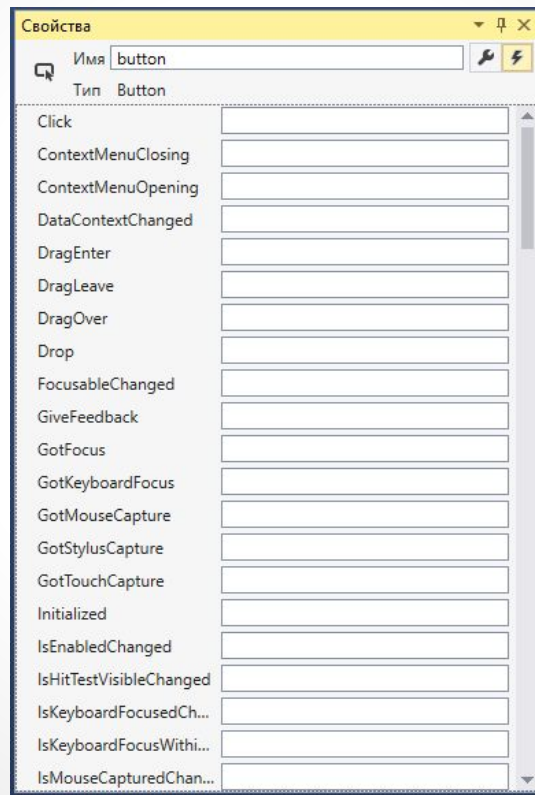 Свойства
Имя button
Тип Button
Click
ContextMenuClosing
ContextMenuOpening
DataContextChanged
DragEnter
DragLeave
DragOver
Drop
FocusableChanged
GiveFeedback
GotFocus
GotKeyboardFocus
GotMouseCapture
GotStylusCapture
GotTouchCapture
Initialized
IsEnabledChanged
IsHitTestVisibleChanged
IsKeyboardFocusedCh...
IsKeyboardFocusWithi...
IsMouseCapturedChan...